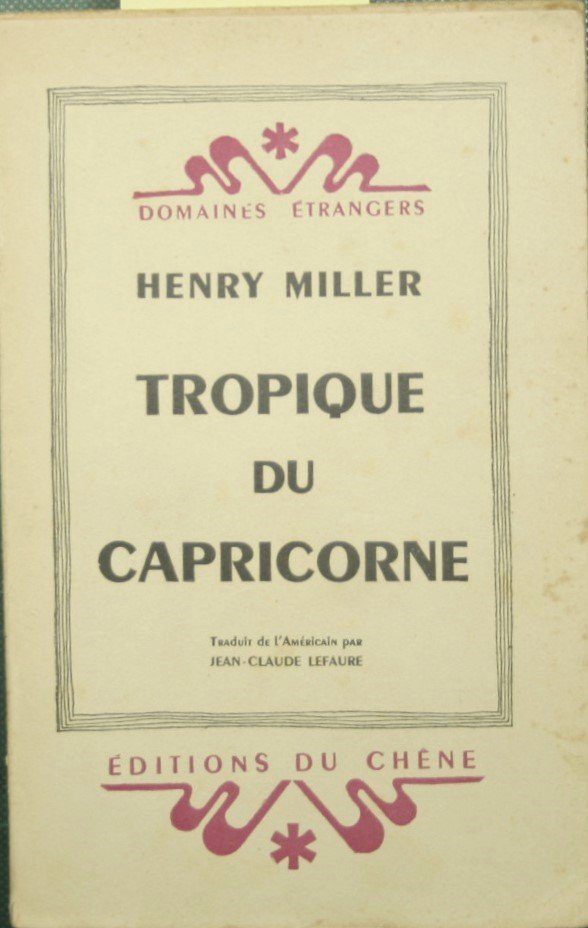 DOMAINES ÉTRANGERS
HENRY MILLER
TROPIQUE
DU
CAPRICORNE
Traduit de l'Américain par
JEAN-CLAUDE LEFAURE
ÉDITIONS DU CHÊNE